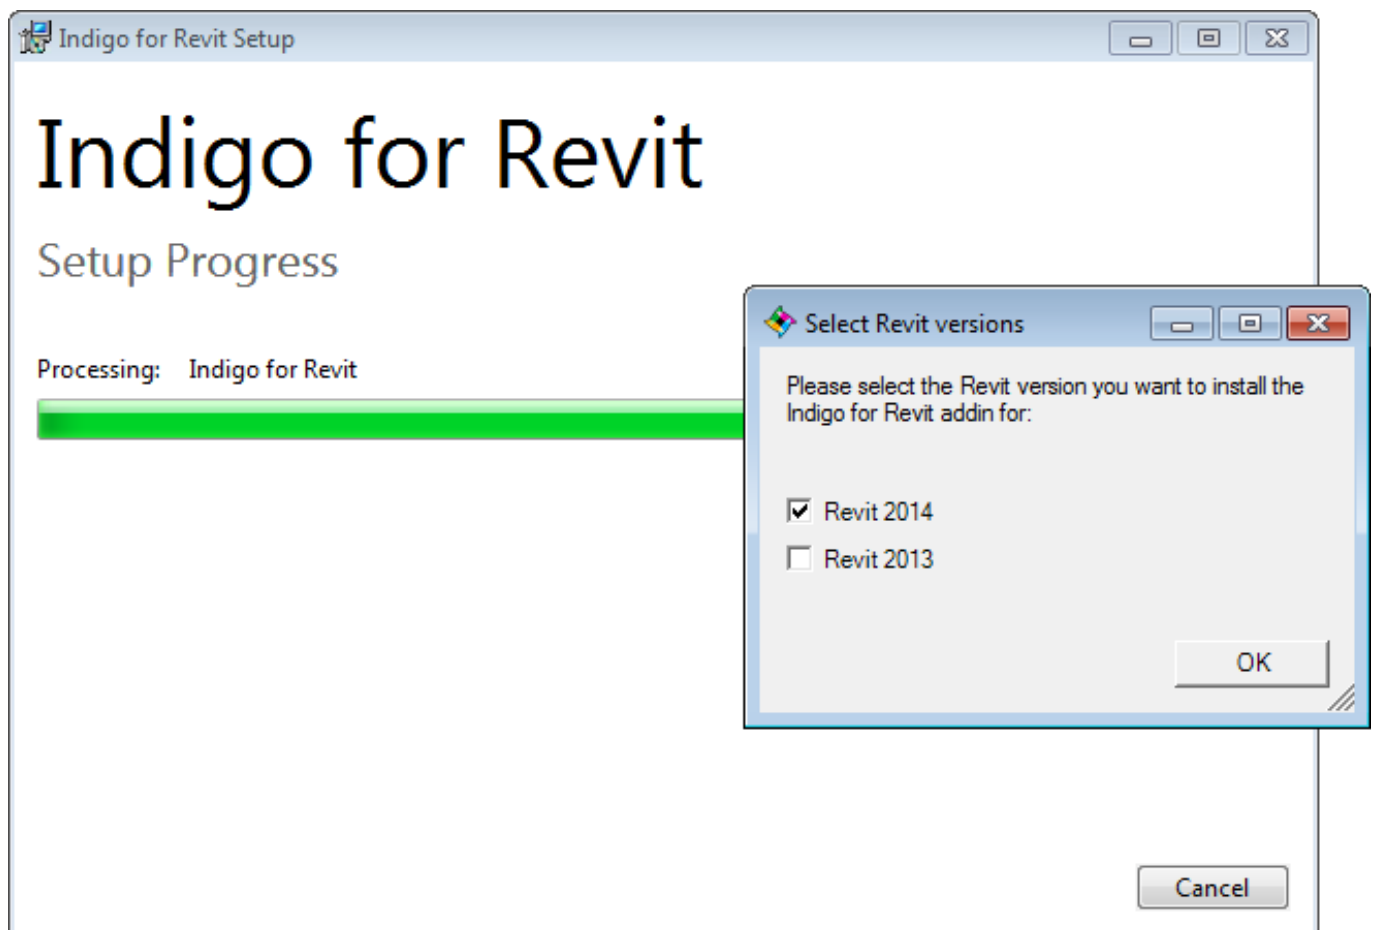 Indigo for Revit Setup
Indigo for Revit
Setup Progress
Processing: Indigo for Revit
Select Revit versions
Please select the Revit version you want to install the
Indigo for Revit addin for:
Revit 2014
Revit 2013
OK
Cancel